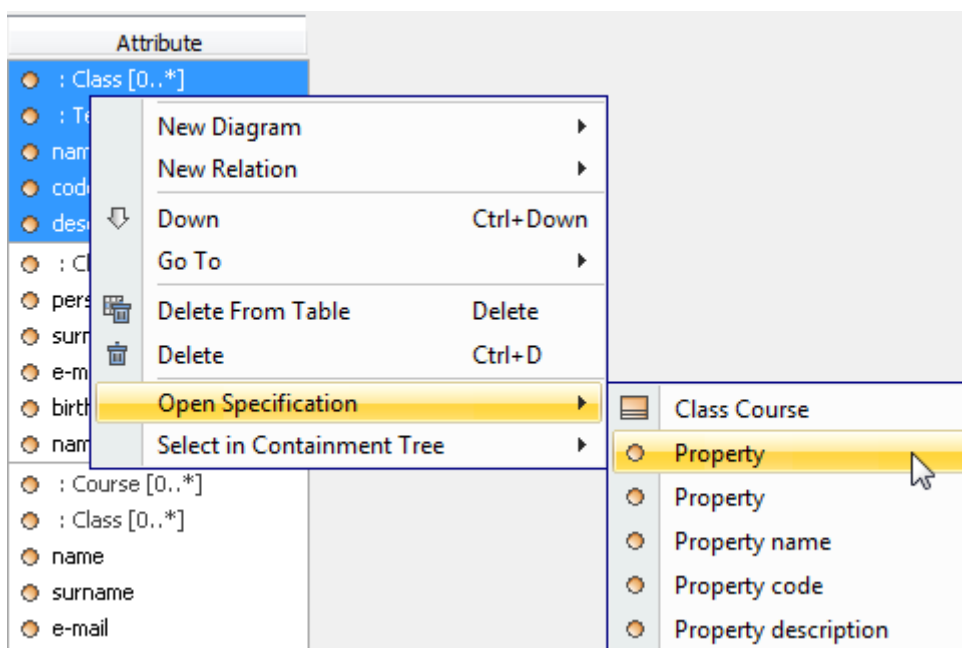 Attribute
: Class [0..*]
: Te
nam
code
desc
: Cl
pers
surn
e-m
birth
nam
: Course [0..*]
: Class [0..*]
name
surname
e-mail
New Diagram
New Relation
Down Ctrl+Down
Go To
Delete From Table Delete
Delete Ctrl+D
Open Specification
Select in Containment Tree
Class Course
Property
Property
Property name
Property code
Property description